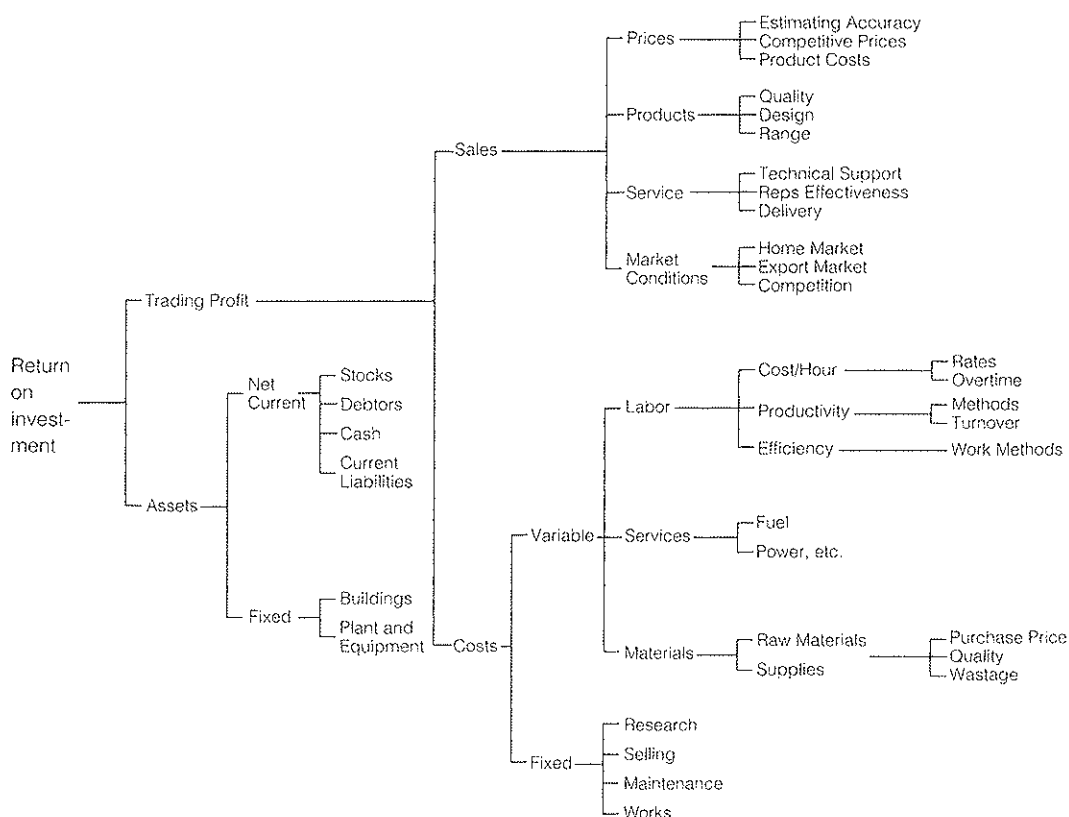 Return
on
invest-
ment
Trading Profit
Assets
Net
Current
Stocks
Debtors
Cash
Current
Liabilities
Fixed
Buildings
Plant and
Equipment
Sales
Prices
Estimating Accuracy
Competitive Prices
Product Costs
Products
Quality
Design
Range
Service
Technical Support
Reps Effectiveness
Delivery
Market
Conditions
Home Market
Export Market
Competition
Costs
Variable
Labor
Cost/Hour
Rates
Overtime
Productivity
Methods
Turnover
Efficiency
Work Methods
Services
Fuel
Power, etc.
Materials
Raw Materials
Supplies
Purchase Price
Quality
Wastage
Fixed
Research
Selling
Maintenance
Works